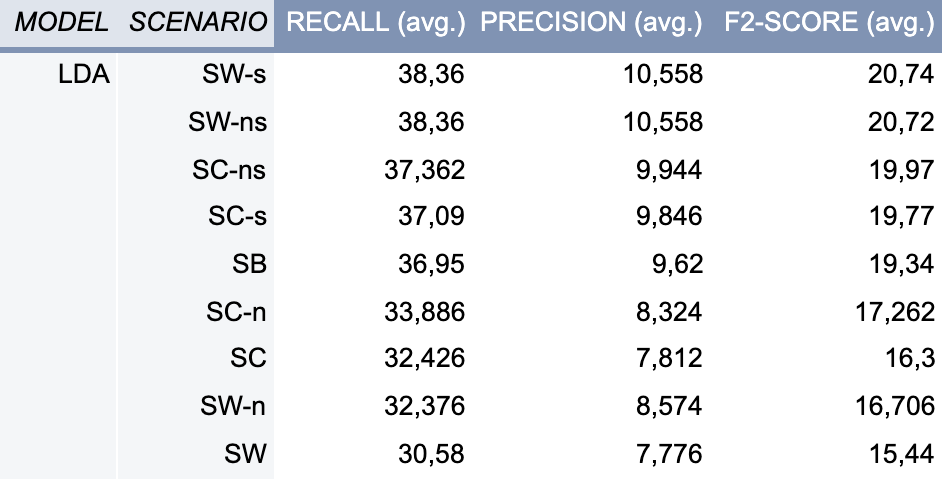 MODEL SCENARIO RECALL (avg.) PRECISION (avg.) F2-SCORE (avg.)
LDA SW-s 38,36 10,558 20,74
SW-ns 38,36 10,558 20,72
SC-ns 37,362 9,944 19,97
SC-s 37,09 9,846 19,77
SB 36,95 9,62 19,34
SC-n 33,886 8,324 17,262
SC 32,426 7,812 16,3
SW-n 32,376 8,574 16,706
SW 30,58 7,776 15,44